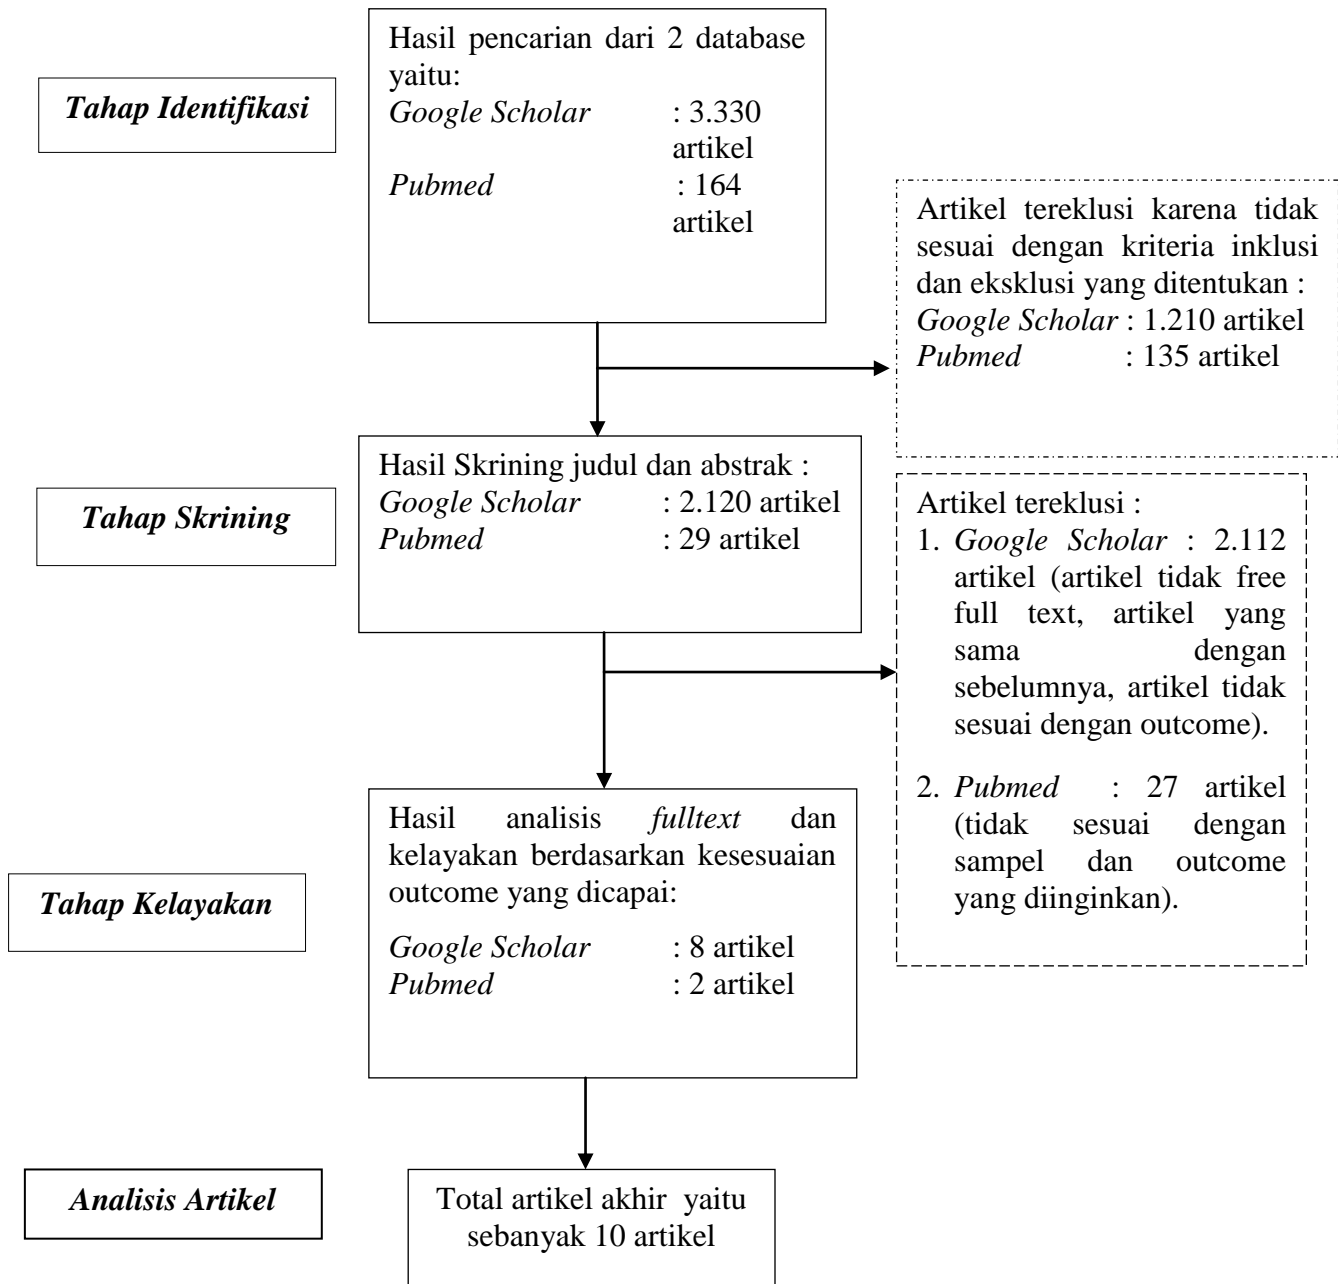 Hasil pencarian dari 2 database
yaitu:
Tahap Identifikasi
Google Scholar : 3.330
artikel
Pubmed : 164
artikel
Artikel tereklusi karena tidak
sesuai dengan kriteria inklusi
dan eksklusi yang ditentukan :
Google Scholar : 1.210 artikel
Pubmed : 135 artikel
Tahap Skrining
Hasil Skrining judul dan abstrak :
Google Scholar : 2.120 artikel
Pubmed : 29 artikel
Artikel tereklusi :
1. Google Scholar : 2.112
artikel (artikel tidak free
full text, artikel yang
sama dengan
sebelumnya, artikel tidak
sesuai dengan outcome).
2. Pubmed : 27 artikel
(tidak sesuai dengan
sampel dan outcome
yang diinginkan).
Tahap Kelayakan
Hasil analisis fulltext dan
kelayakan berdasarkan kesesuaian
outcome yang dicapai:
Google Scholar : 8 artikel
Pubmed : 2 artikel
Analisis Artikel
Total artikel akhir yaitu
sebanyak 10 artikel